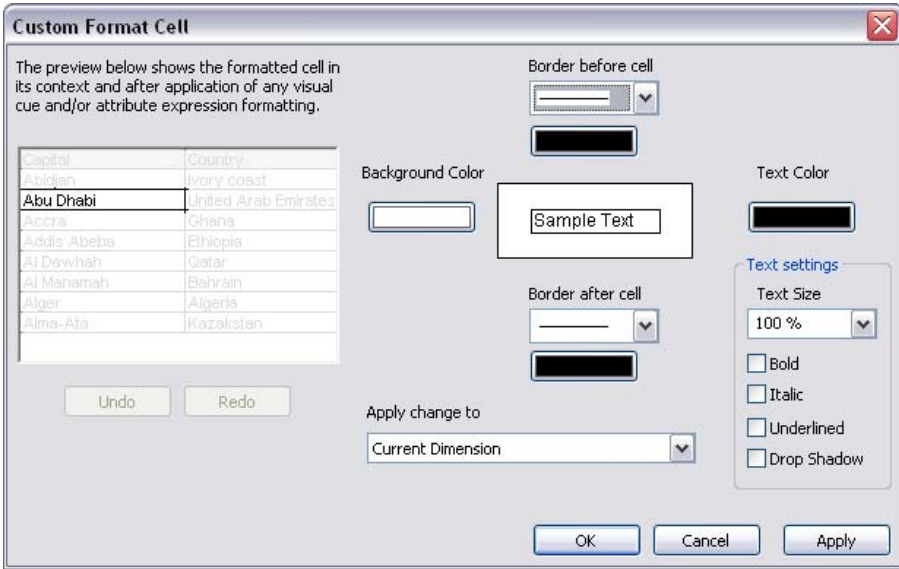 Custom Format Cell
The preview below shows the formatted cell in
its context and after application of any visual
cue and/or attribute expression formatting.
Capital Country
Abidjan Ivory coast
Abu Dhabi United Arab Emirates
Accra Ghana
Addis Abeba Ethiopia
Al Dawhah Qatar
Al Manamah Bahrain
Alger Algeria
Alma-Ata Kazakstan
Undo Redo
Border before cell
Background Color
Sample Text
Text Color
Border after cell
Text settings
Text Size
100 %
Bold
Italic
Underlined
Drop Shadow
Apply change to
Current Dimension
OK Cancel Apply